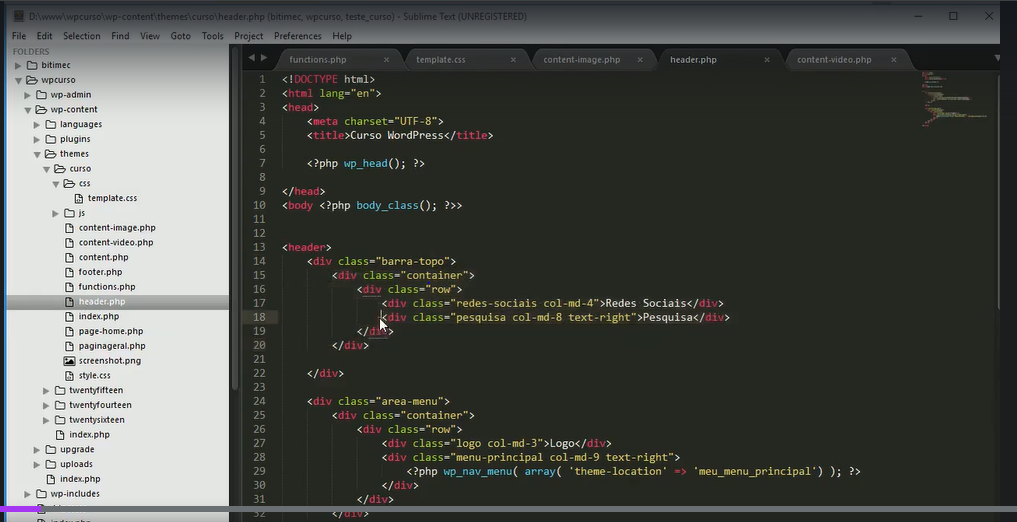 D:\www\wpcurso\wp-content\themes\curso\header.php (bitimec, wpcurso, teste_curso) - Sublime Text (UNREGISTERED)
File Edit Selection Find View Goto Tools Project Preferences Help
FOLDERS
bitimec
wpcurso
wp-admin
wp-content
languages
plugins
themes
curso
css
template.css
js
content-image.php
content-video.php
content.php
footer.php
functions.php
header.php
index.php
page-home.php
paginageral.php
screenshot.png
style.css
twentyfifteen
twentyfourteen
twentysixteen
index.php
upgrade
uploads
index.php
wp-includes
functions.php template.css content-image.php header.php content-video.php
1 <!DOCTYPE html>
2 <html lang="en">
3 <head>
4 <meta charset="UTF-8">
5 <title>Curso WordPress</title>
6
7 <?php wp_head(); ?>
8
9 </head>
10 <body <?php body_class(); ?>>
11
12
13 <header>
14 <div class="barra-topo">
15 <div class="container">
16 <div class="row">
17 <div class="redes-sociais col-md-4">Redes Sociais</div>
18 <div class="pesquisa col-md-8 text-right">Pesquisa</div>
19 </div>
20 </div>
21
22 </div>
23
24 <div class="area-menu">
25 <div class="container">
26 <div class="row">
27 <div class="logo col-md-3">Logo</div>
28 <div class="menu-principal col-md-9 text-right">
29 <?php wp_nav_menu( array( 'theme-location' => 'meu_menu_principal') ); ?>
30 </div>
31 </div>
32 </div>